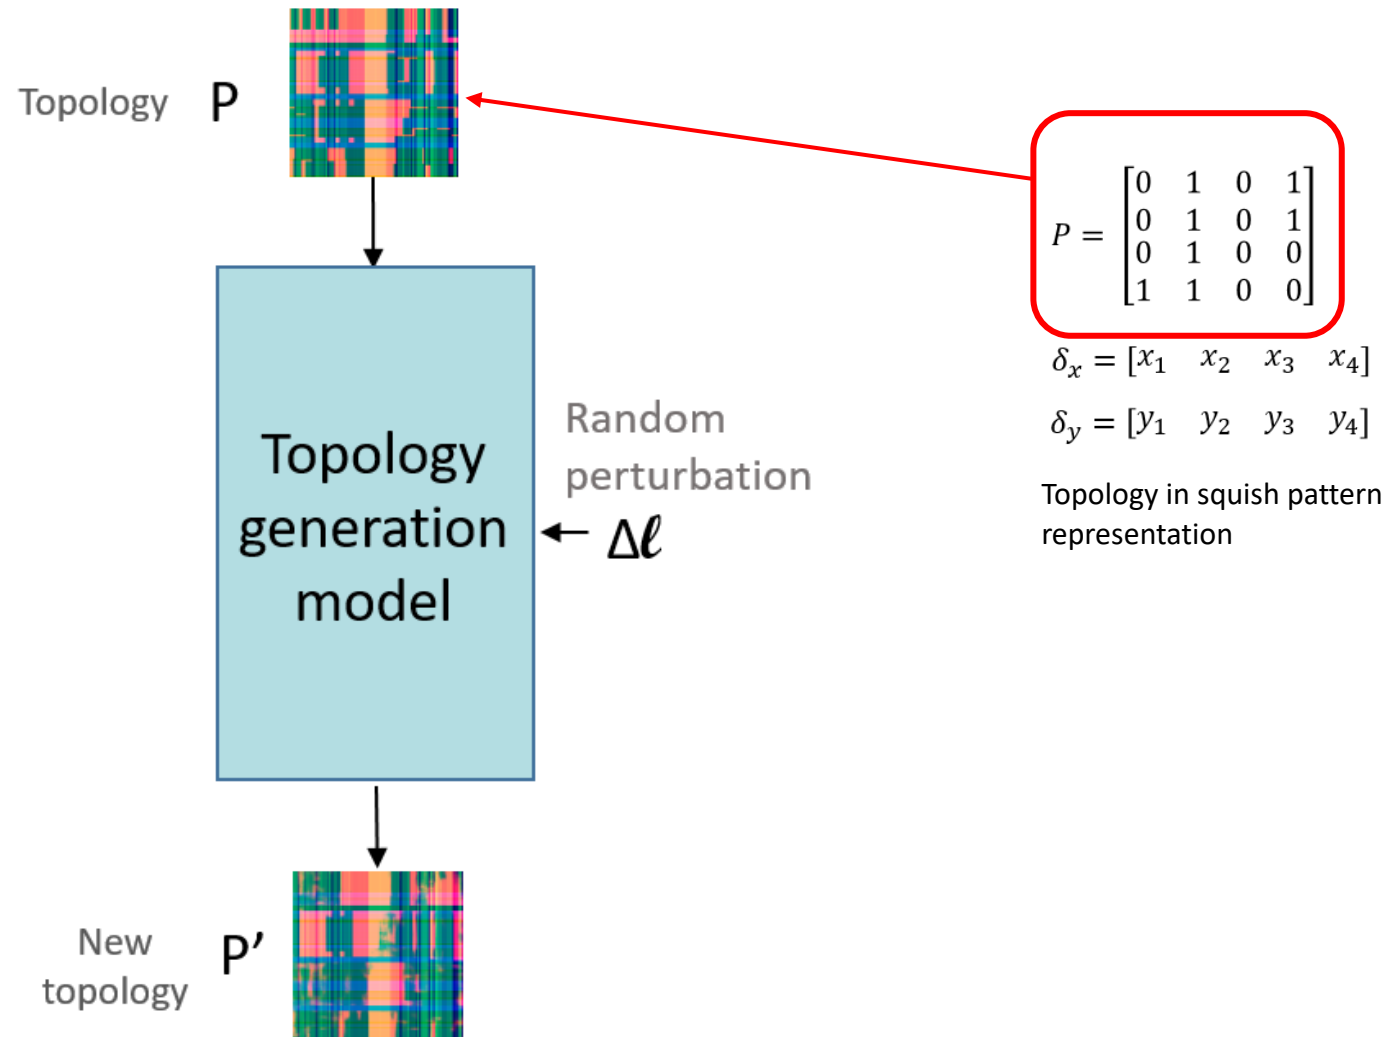 Topology P
P = [0 1 0 1
0 1 0 1
0 1 0 0
1 1 0 0]
δx = [x1 x2 x3 x4]
δy = [y1 y2 y3 y4]
Topology in squish pattern
representation
Topology
generation
model
Random
perturbation
Δℓ
New
topology
P′